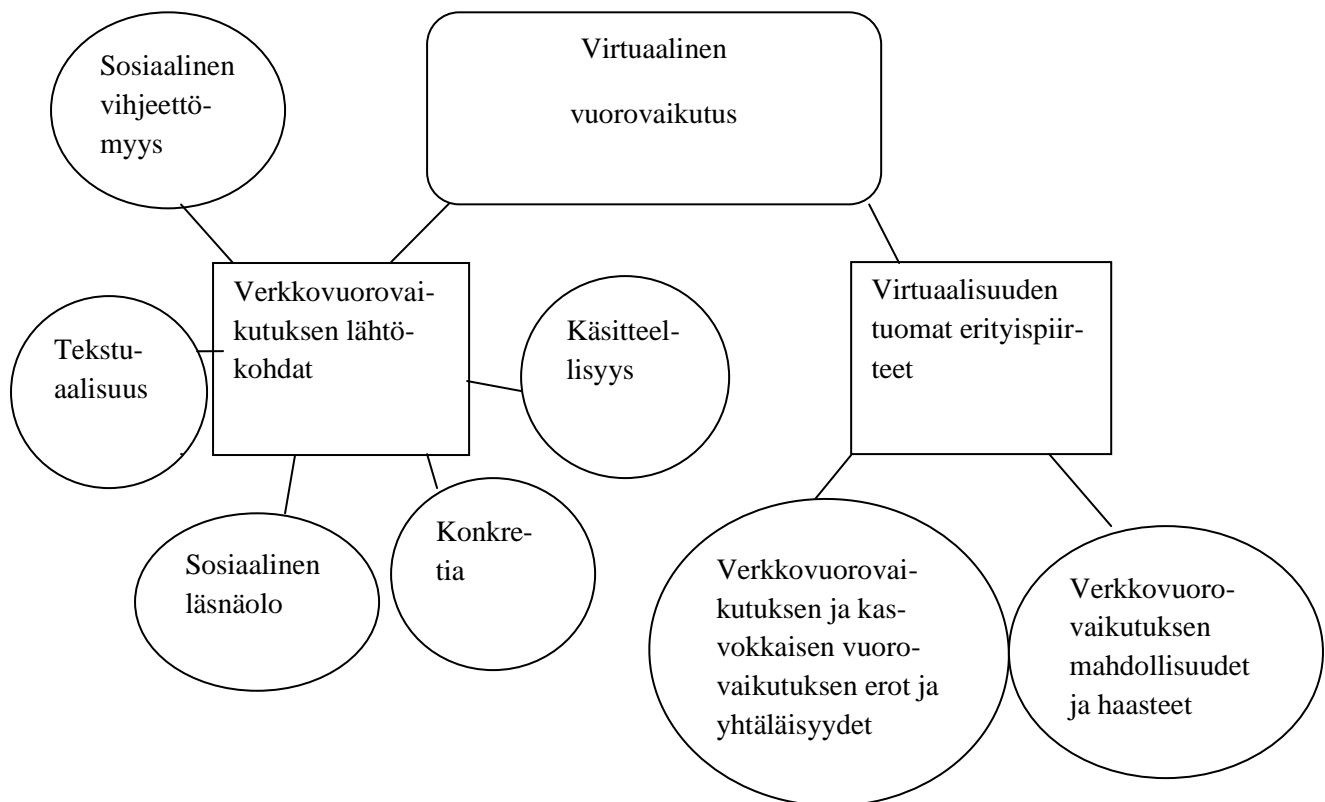 Virtuaalinen
vuorovaikutus
Sosiaalinen
vihjeettö-
myys
Verkkovuorovai-
kutuksen lähtö-
kohdat
Virtuaalisuuden
tuomat erityispiir-
teet
Tekstu-
aalisuus
Käsitteel-
lisyys
Sosiaalinen
läsnäolo
Konkre-
tia
Verkkovuorovai-
kutuksen ja kas-
vokkaisen vuoro-
vaikutuksen erot ja
yhtäläisyydet
Verkkovuoro-
vaikutuksen
mahdollisuudet
ja haasteet